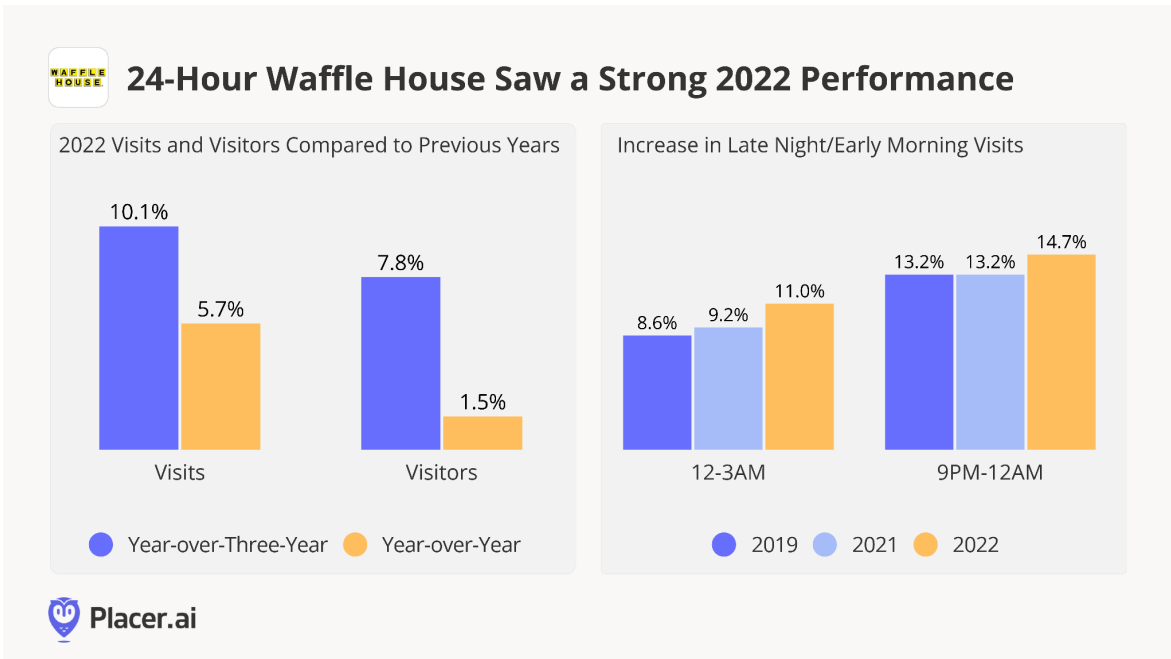 WAFFLE
HOUSE
24-Hour Waffle House Saw a Strong 2022 Performance
2022 Visits and Visitors Compared to Previous Years
10.1%
5.7%
7.8%
1.5%
Visits
Visitors
Year-over-Three-Year
Year-over-Year
Increase in Late Night/Early Morning Visits
8.6%
9.2%
11.0%
13.2%
13.2%
14.7%
12-3AM
9PM-12AM
2019
2021
2022
Placer.ai